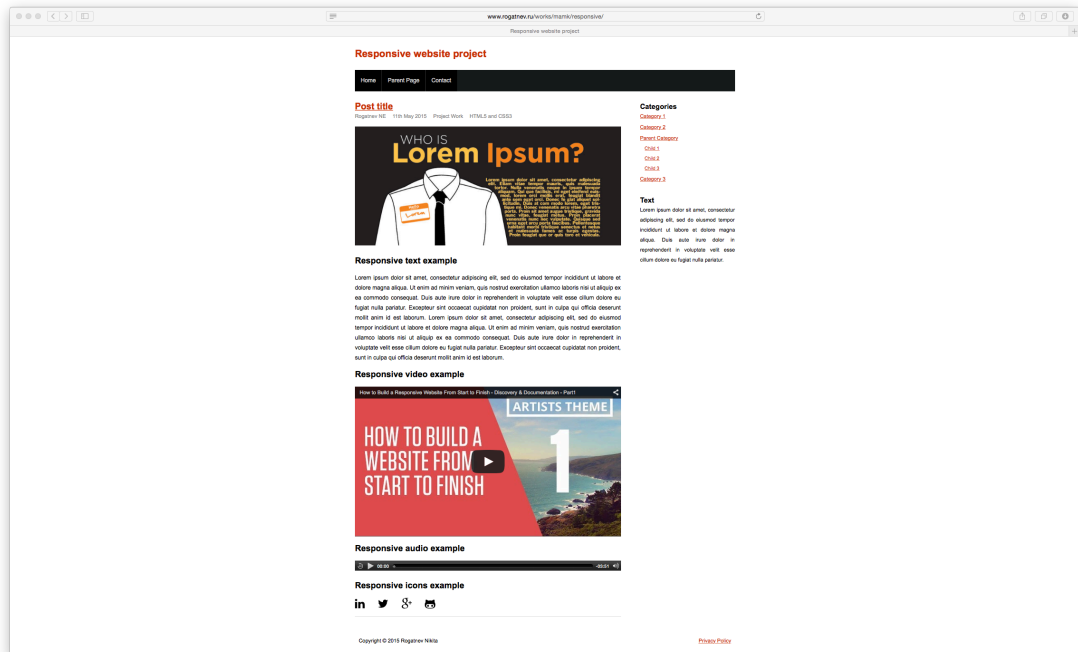 www.rogatnev.ru/works/mamk/responsive/
Responsive website project
Responsive website project
Home Parent Page Contact
Post title
Rogatnev NE 11th May 2015 Project Work HTML5 and CSS3
WHO IS
Lorem Ipsum?
Lorem ipsum dolor sit amet, consectetur adipiscing
Responsive text example
Lorem ipsum dolor sit amet, consectetur adipiscing elit, sed do eiusmod tempor incididunt ut labore et
dolore magna aliqua. Ut enim ad minim veniam, quis nostrud exercitation ullamco laboris nisi ut aliquip ex
ea commodo consequat. Duis aute irure dolor in reprehenderit in voluptate velit esse cillum dolore eu
fugiat nulla pariatur. Excepteur sint occaecat cupidatat non proident, sunt in culpa qui officia deserunt
mollit anim id est laborum. Lorem ipsum dolor sit amet, consectetur adipiscing elit, sed do eiusmod
tempor incididunt ut labore et dolore magna aliqua. Ut enim ad minim veniam, quis nostrud exercitation
ullamco laboris nisi ut aliquip ex ea commodo consequat. Duis aute irure dolor in reprehenderit in
voluptate velit esse cillum dolore eu fugiat nulla pariatur. Excepteur sint occaecat cupidatat non proident,
sunt in culpa qui officia deserunt mollit anim id est laborum.
Responsive video example
How to Build a Responsive Website From Start to Finish - Discovery & Documentation - Part1
ARTISTS THEME
HOW TO BUILD A
WEBSITE FROM
START TO FINISH
1
Responsive audio example
00:00
Responsive icons example
Categories
Category 1
Category 2
Parent Category
Child 1
Child 2
Child 3
Category 3
Text
Lorem ipsum dolor sit amet, consectetur
adipiscing elit, sed do eiusmod tempor
incididunt ut labore et dolore magna
aliqua. Duis aute irure dolor in
reprehenderit in voluptate velit esse
cillum dolore eu fugiat nulla pariatur.
Copyright © 2015 Rogatnev Nikita
Privacy Policy